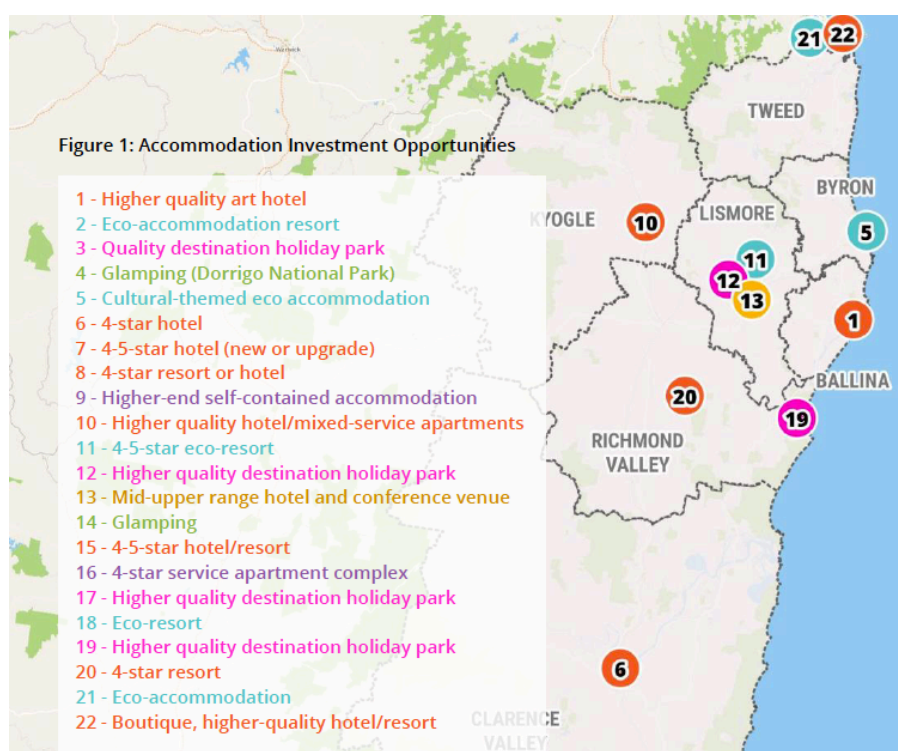 21
22
Warwick
TWEED
Figure 1: Accommodation Investment Opportunities
1 - Higher quality art hotel
2 - Eco-accommodation resort
3 - Quality destination holiday park
4 - Glamping (Dorrigo National Park)
5 - Cultural-themed eco accommodation
6 - 4-star hotel
7 - 4-5-star hotel (new or upgrade)
8 - 4-star resort or hotel
9 - Higher-end self-contained accommodation
10 - Higher quality hotel/mixed-service apartments
11 - 4-5-star eco-resort
12 - Higher quality destination holiday park
13 - Mid-upper range hotel and conference venue
14 - Glamping
15 - 4-5-star hotel/resort
16 - 4-star service apartment complex
17 - Higher quality destination holiday park
18 - Eco-resort
19 - Higher quality destination holiday park
20 - 4-star resort
21 - Eco-accommodation
22 - Boutique, higher-quality hotel/resort
BYRON
KYOGLE
LISMORE
10
5
11
12
13
1
BALLINA
20
19
RICHMOND
VALLEY
6
CLARENCE
VALLEY